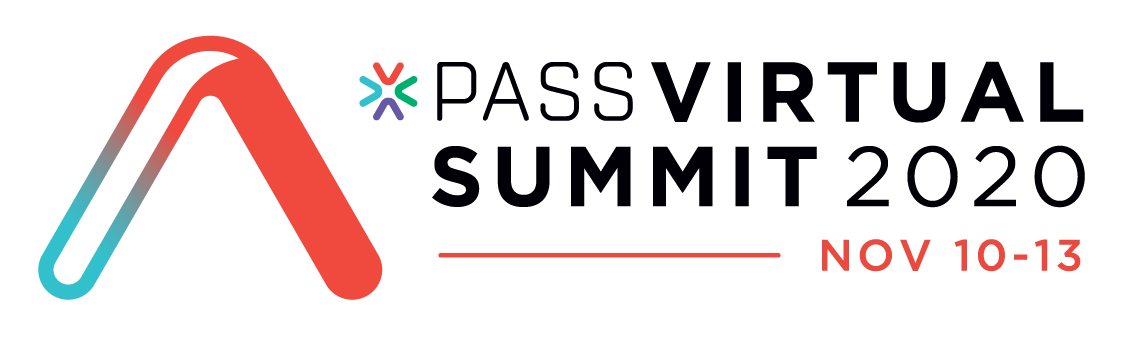 PASS VIRTUAL
SUMMIT 2020
NOV 10-13